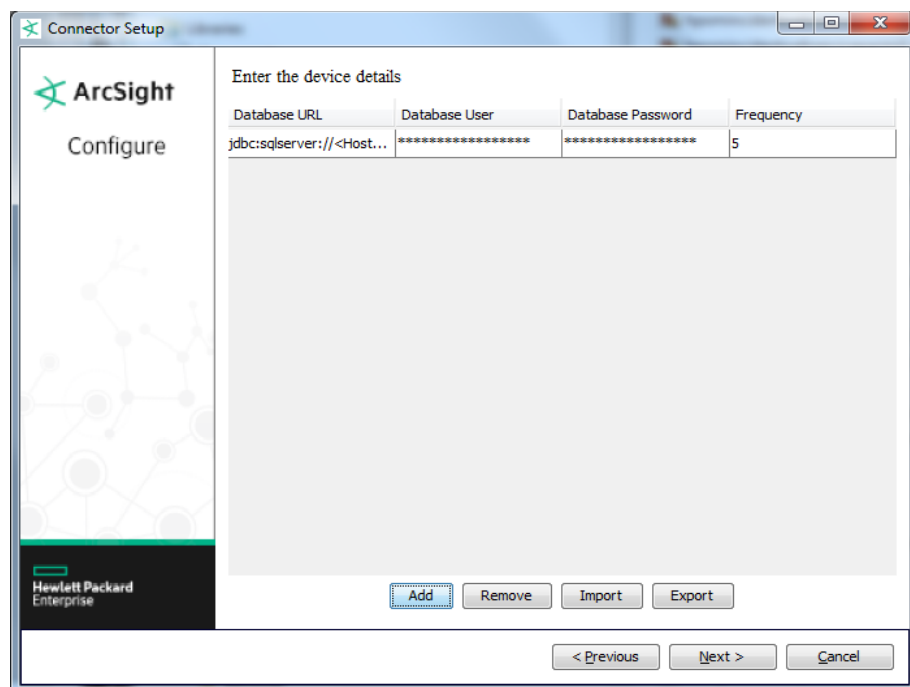 Connector Setup
ArcSight
Configure
Enter the device details
Database URL Database User Database Password Frequency
jdbc:sqlserver://<Host... ***************** ***************** 5
Hewlett Packard
Enterprise
Add Remove Import Export
< Previous Next > Cancel